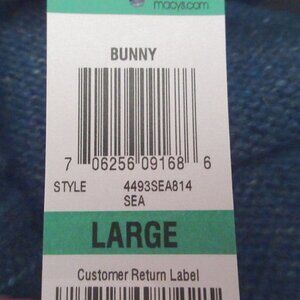 macys.com
BUNNY
7 06256 09168 6
STYLE 4493SEA814
SEA
LARGE
Customer Return Label